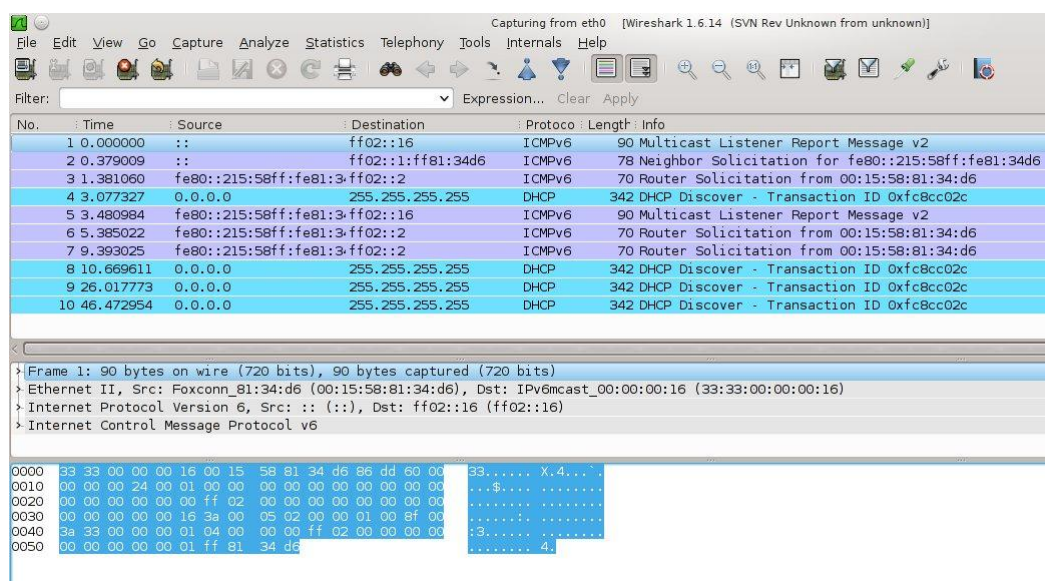 Capturing from eth0 [Wireshark 1.6.14 (SVN Rev Unknown from unknown)]
File Edit View Go Capture Analyze Statistics Telephony Tools Internals Help
Filter: Expression... Clear Apply
No. Time Source Destination Protoco Length Info
1 0.000000 :: ff02::16 ICMPv6 90 Multicast Listener Report Message v2
2 0.379009 :: ff02::1:ff81:34d6 ICMPv6 78 Neighbor Solicitation for fe80::215:58ff:fe81:34d6
3 1.381060 fe80::215:58ff:fe81:3 ff02::2 ICMPv6 70 Router Solicitation from 00:15:58:81:34:d6
4 3.077327 0.0.0.0 255.255.255.255 DHCP 342 DHCP Discover - Transaction ID 0xfc8cc02c
5 3.480984 fe80::215:58ff:fe81:3 ff02::16 ICMPv6 90 Multicast Listener Report Message v2
6 5.385022 fe80::215:58ff:fe81:3 ff02::2 ICMPv6 70 Router Solicitation from 00:15:58:81:34:d6
7 9.393025 fe80::215:58ff:fe81:3 ff02::2 ICMPv6 70 Router Solicitation from 00:15:58:81:34:d6
8 10.669611 0.0.0.0 255.255.255.255 DHCP 342 DHCP Discover - Transaction ID 0xfc8cc02c
9 26.017773 0.0.0.0 255.255.255.255 DHCP 342 DHCP Discover - Transaction ID 0xfc8cc02c
10 46.472954 0.0.0.0 255.255.255.255 DHCP 342 DHCP Discover - Transaction ID 0xfc8cc02c
Frame 1: 90 bytes on wire (720 bits), 90 bytes captured (720 bits)
Ethernet II, Src: Foxconn_81:34:d6 (00:15:58:81:34:d6), Dst: IPv6mcast_00:00:00:16 (33:33:00:00:00:16)
Internet Protocol Version 6, Src: :: (::), Dst: ff02::16 (ff02::16)
Internet Control Message Protocol v6
0000 33 33 00 00 00 16 00 15 58 81 34 d6 86 dd 60 00 33...... X.4...`.
0010 00 00 00 24 00 01 00 00 00 00 00 00 00 00 00 00 ...$.... ........
0020 00 00 00 00 00 00 ff 02 00 00 00 00 00 00 00 00 ........ ........
0030 00 00 00 00 00 16 3a 00 05 02 00 00 01 00 8f 00 ......:. ........
0040 3a 33 00 00 00 01 04 00 00 00 ff 02 00 00 00 00 :3...... ........
0050 00 00 00 00 00 01 ff 81 34 d6 ........ 4.